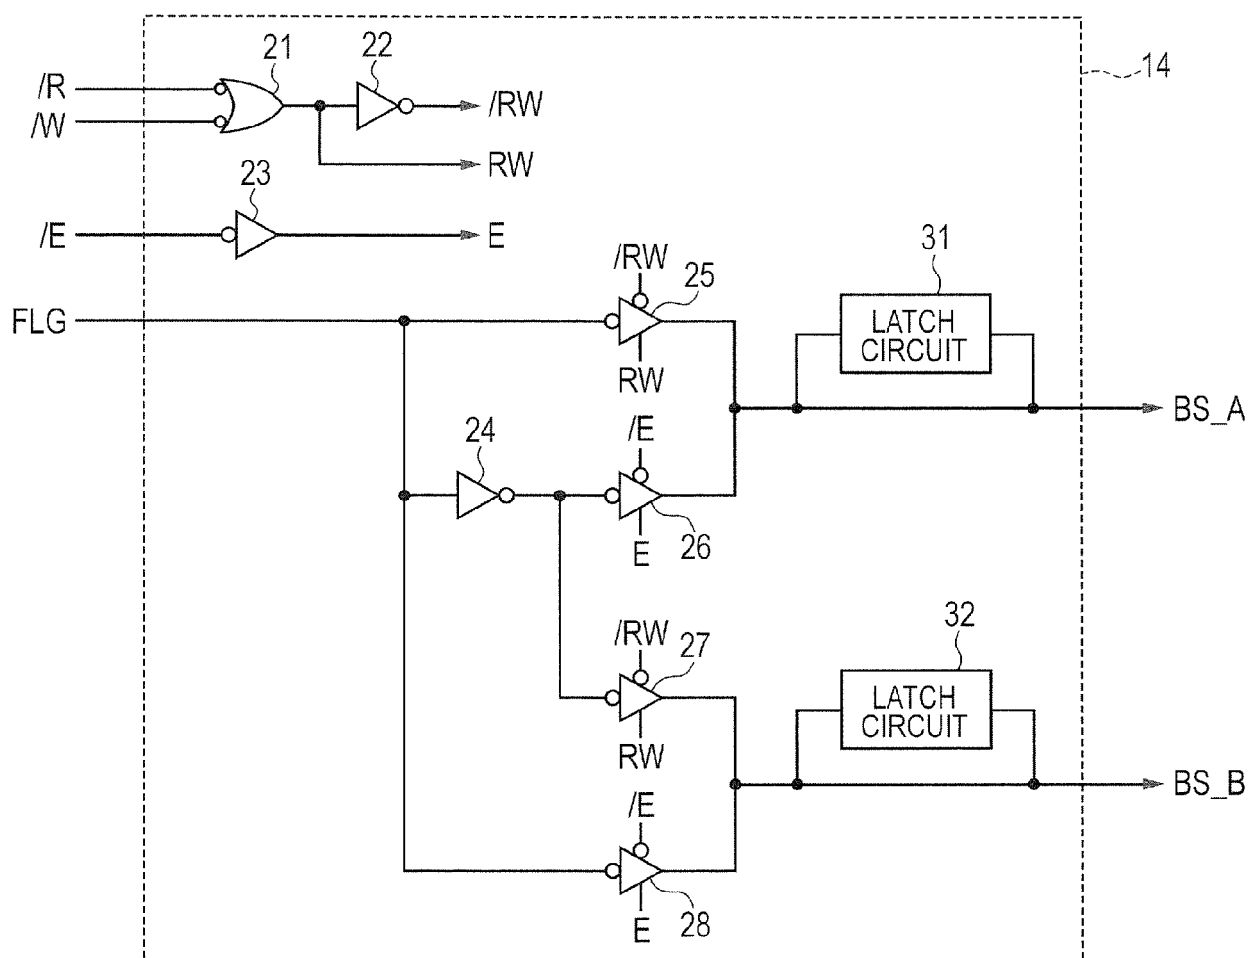 21
22
14
/R
/W
/RW
RW
23
/E
E
/RW
25
31
FLG
LATCH
CIRCUIT
RW
BS_A
/E
24
26
E
/RW
27
32
LATCH
CIRCUIT
RW
BS_B
/E
28
E